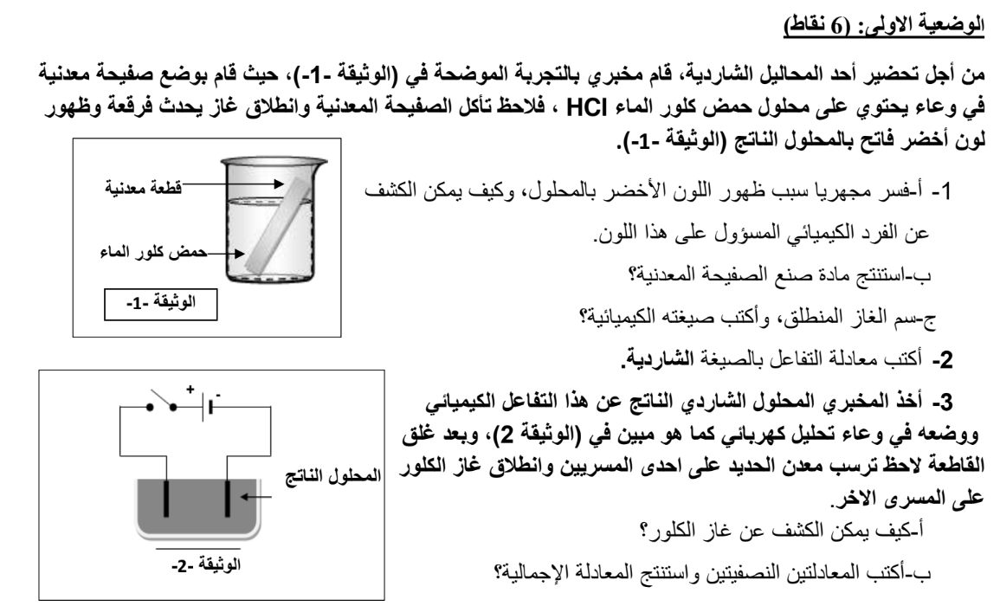 الوضعية الاولى: (6 نقاط)
من أجل تحضير أحد المحاليل الشاردية، قام مخبري بالتجربة الموضحة في (الوثيقة -1-)، حيث قام بوضع صفيحة معدنية
في وعاء يحتوي على محلول حمض كلور الماء HCl ، فلاحظ تأكل الصفيحة المعدنية وانطلاق غاز يحدث فرقعة وظهور
لون أخضر فاتح بالمحلول الناتج (الوثيقة -1-).
قطعة معدنية
حمض كلور الماء
الوثيقة -1-
1- أ-فسر مجهريا سبب ظهور اللون الأخضر بالمحلول، وكيف يمكن الكشف
عن الفرد الكيميائي المسؤول على هذا اللون.
ب-استنتج مادة صنع الصفيحة المعدنية؟
ج-سم الغاز المنطلق، وأكتب صيغته الكيميائية؟
2- أكتب معادلة التفاعل بالصيغة الشاردية.
3- أخذ المخبري المحلول الشاردي الناتج عن هذا التفاعل الكيميائي
ووضعه في وعاء تحليل كهربائي كما هو مبين في (الوثيقة 2)، وبعد غلق
القاطعة لاحظ ترسب معدن الحديد على احدى المسريين وانطلاق غاز الكلور
على المسرى الاخر.
أ-كيف يمكن الكشف عن غاز الكلور؟
ب-أكتب المعادلتين النصفيتين واستنتج المعادلة الإجمالية؟
+ -
المحلول الناتج
الوثيقة -2-